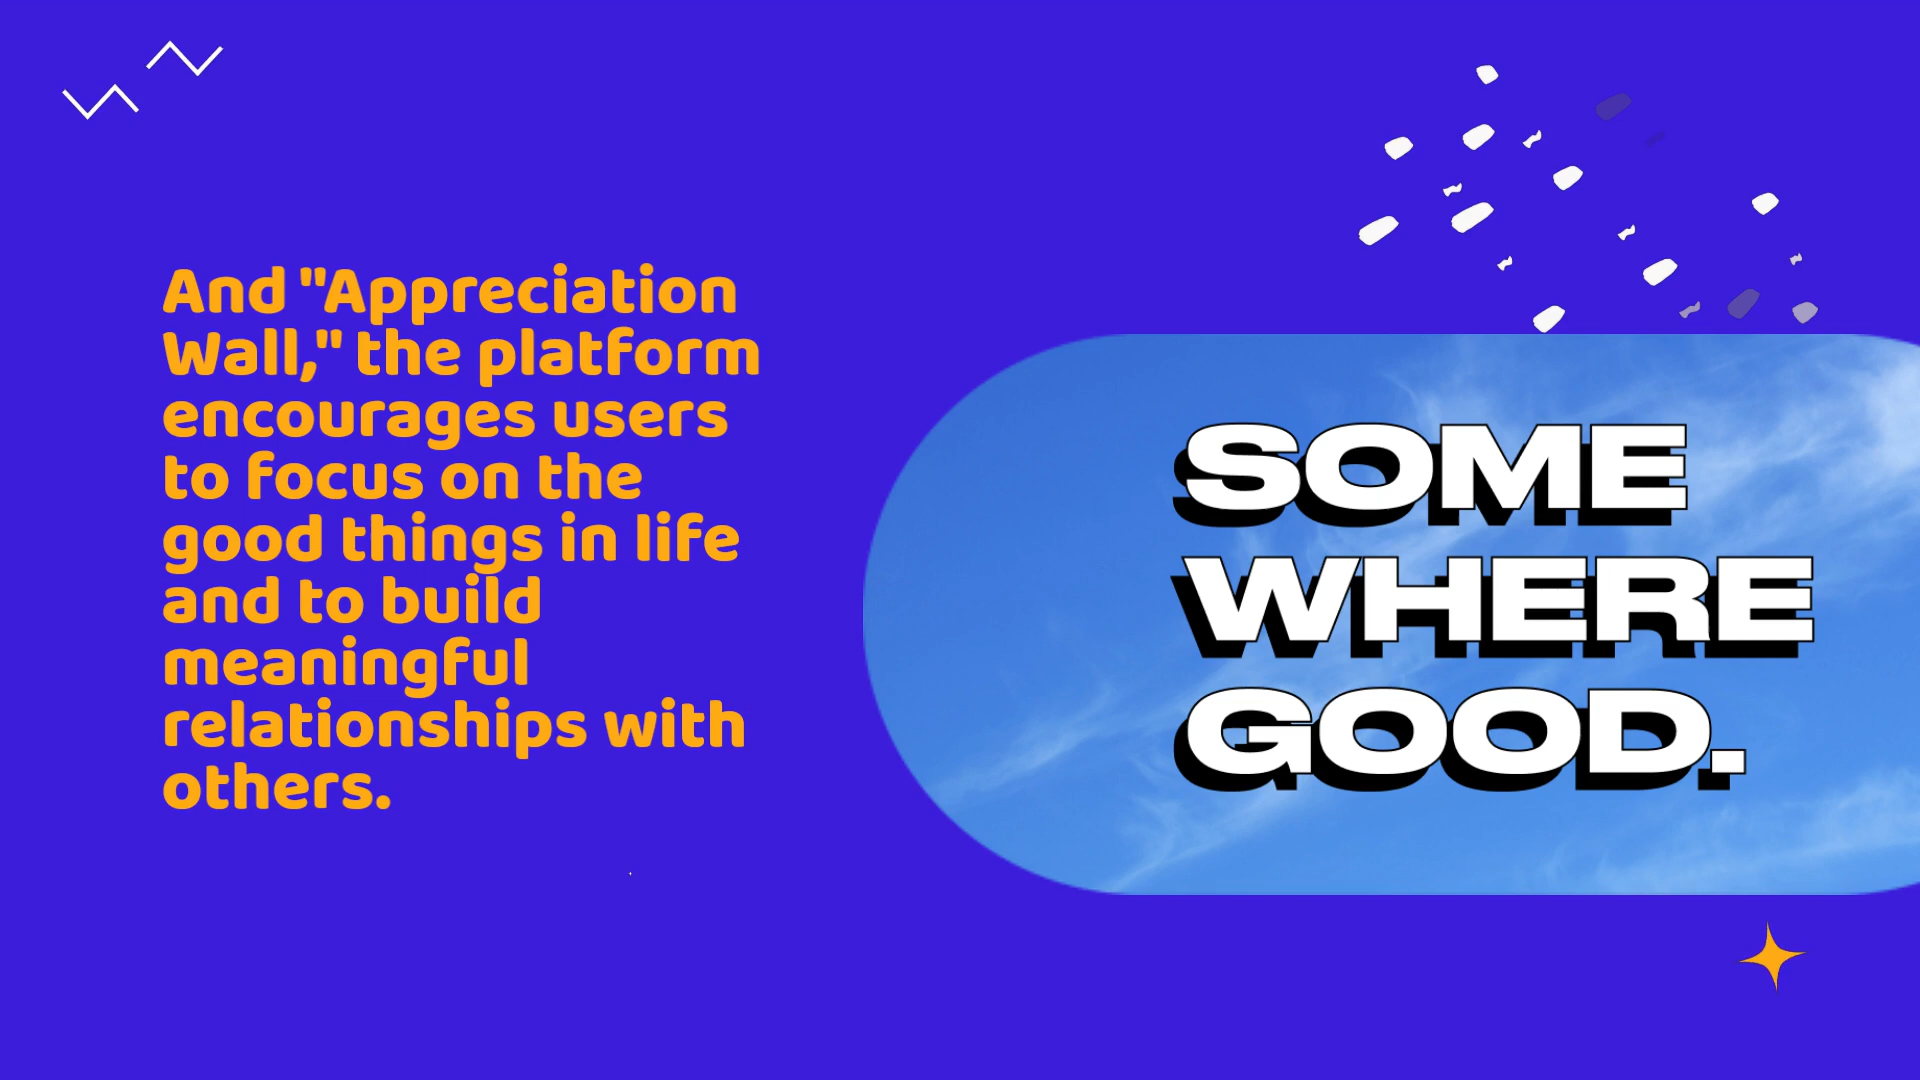 And "Appreciation
Wall," the platform
encourages users
to focus on the
good things in life
and to build
meaningful
relationships with
others.
SOME
WHERE
GOOD.